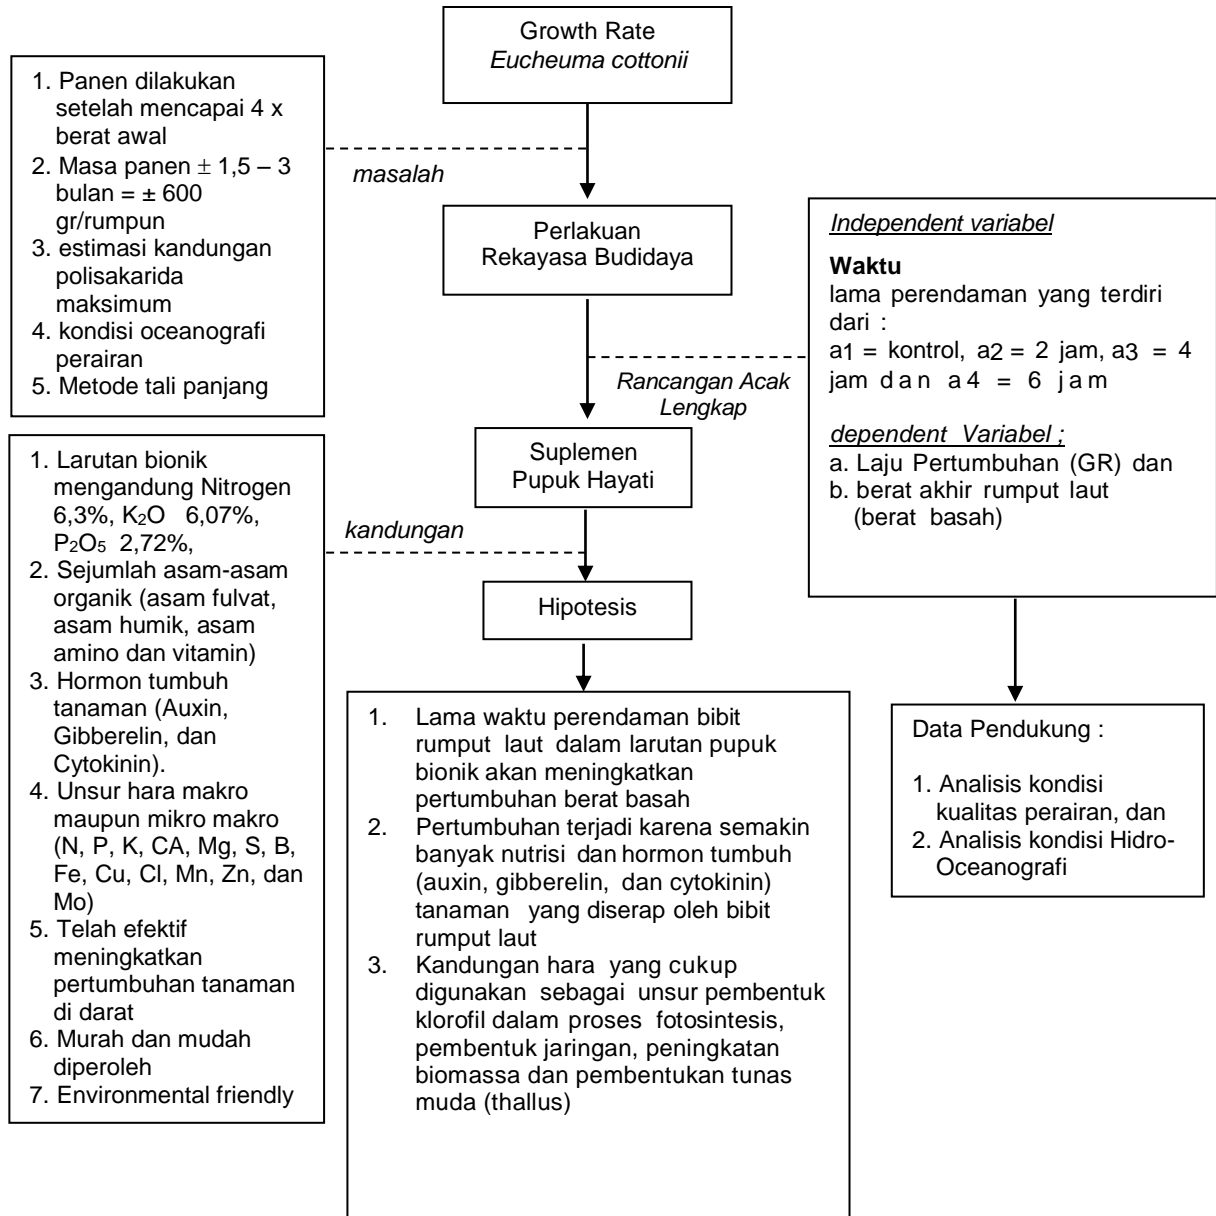 Growth Rate
Eucheuma cottonii
1. Panen dilakukan
setelah mencapai 4 x
berat awal
2. Masa panen ± 1,5 – 3
bulan = ± 600
gr/rumpun
3. estimasi kandungan
polisakarida
maksimum
4. kondisi oceanografi
perairan
5. Metode tali panjang
masalah
Perlakuan
Rekayasa Budidaya
Independent variabel
Waktu
lama perendaman yang terdiri
dari :
a1 = kontrol, a2 = 2 jam, a3 = 4
jam dan a4 = 6 jam
dependent Variabel ;
a. Laju Pertumbuhan (GR) dan
b. berat akhir rumput laut
(berat basah)
Rancangan Acak
Lengkap
Suplemen
Pupuk Hayati
1. Larutan bionik
mengandung Nitrogen
6,3%, K2O 6,07%,
P2O5 2,72%,
2. Sejumlah asam-asam
organik (asam fulvat,
asam humik, asam
amino dan vitamin)
3. Hormon tumbuh
tanaman (Auxin,
Gibberelin, dan
Cytokinin).
4. Unsur hara makro
maupun mikro makro
(N, P, K, CA, Mg, S, B,
Fe, Cu, Cl, Mn, Zn, dan
Mo)
5. Telah efektif
meningkatkan
pertumbuhan tanaman
di darat
6. Murah dan mudah
diperoleh
7. Environmental friendly
kandungan
Hipotesis
1. Lama waktu perendaman bibit
rumput laut dalam larutan pupuk
bionik akan meningkatkan
pertumbuhan berat basah
2. Pertumbuhan terjadi karena semakin
banyak nutrisi dan hormon tumbuh
(auxin, gibberelin, dan cytokinin)
tanaman yang diserap oleh bibit
rumput laut
3. Kandungan hara yang cukup
digunakan sebagai unsur pembentuk
klorofil dalam proses fotosintesis,
pembentuk jaringan, peningkatan
biomassa dan pembentukan tunas
muda (thallus)
Data Pendukung :
1. Analisis kondisi
kualitas perairan, dan
2. Analisis kondisi Hidro-
Oceanografi